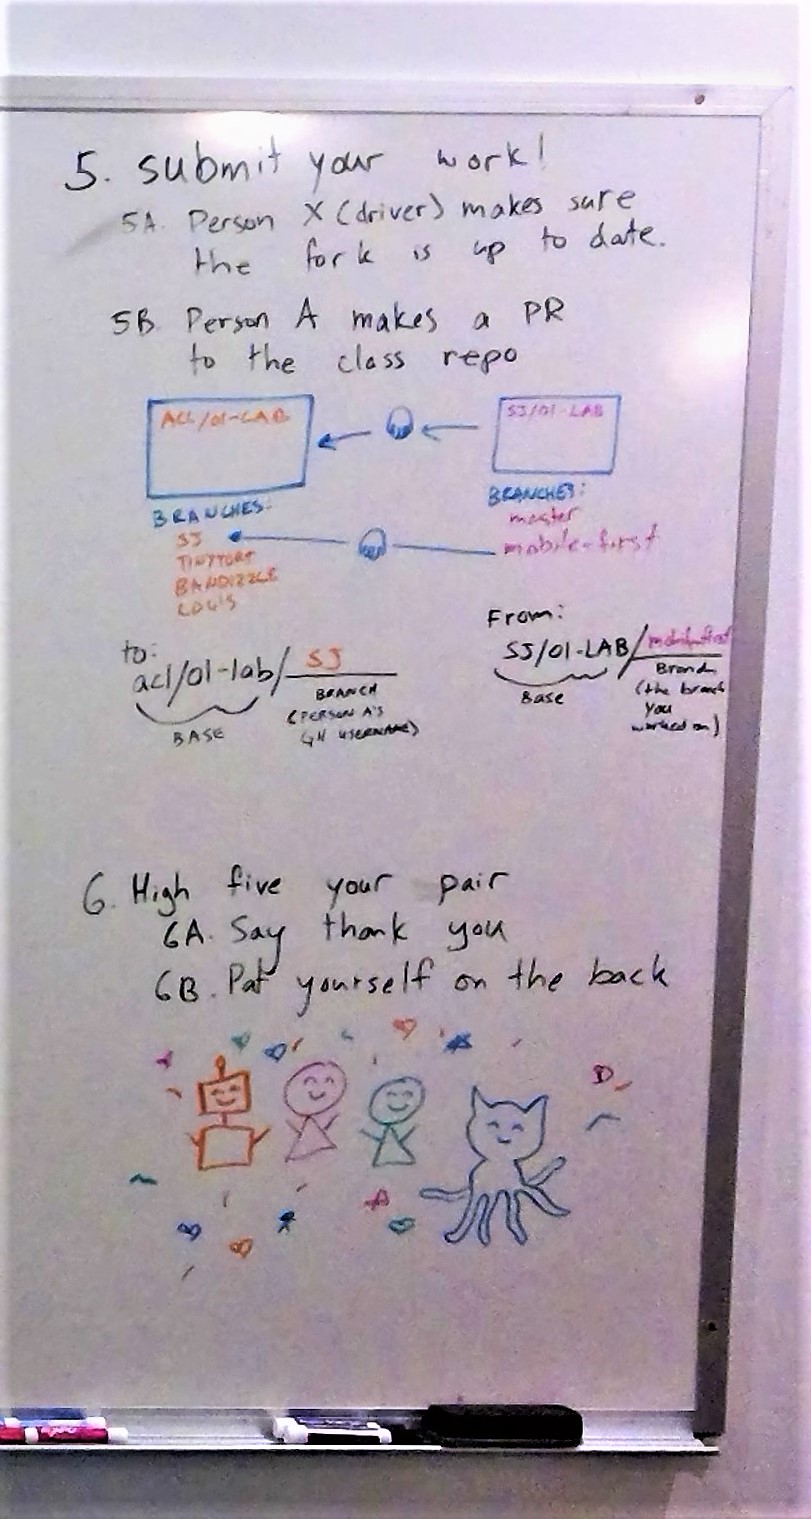 5. submit your work!
5A. Person X (driver) makes sure
the fork is up to date.
5B Person A makes a PR
to the class repo
ACL/01-LAB
SJ/01-LAB
BRANCHES:
SJ
TINYTORT
BANDIZZLE
LOUIS
BRANCHES:
master
mobile-first
to:
acl/01-lab/ SJ
BASE
BRANCH
(PERSON A'S
GH USERNAME)
From:
SJ/01-LAB/mobile-first
Base
Branch
(the branch
you
worked on)
6. High five your pair
6A. Say thank you
6B. Pat yourself on the back